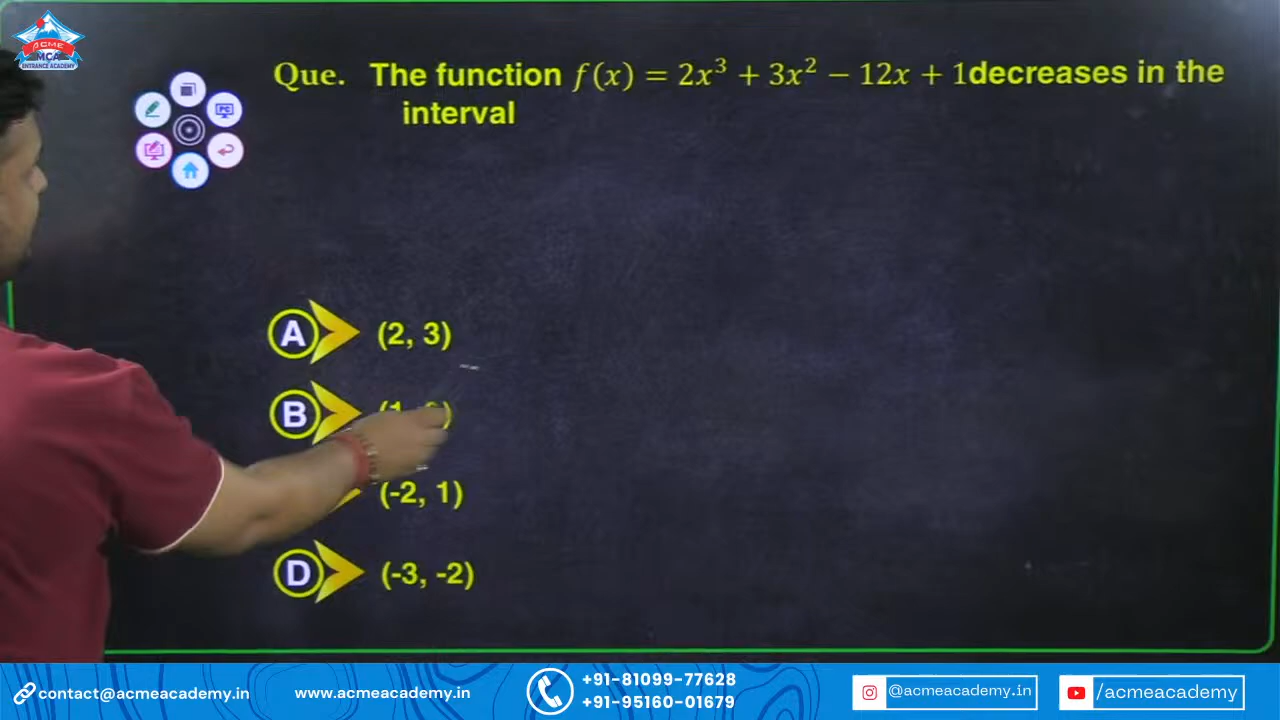 ACME
MCA
ENTRANCE ACADEMY
Que. The function f(x) = 2x³ + 3x² − 12x + 1decreases in the
interval
PC
A (2, 3)
B
(-2, 1)
D (-3, -2)
contact@acmeacademy.in
www.acmeacademy.in
+91-81099-77628
+91-95160-01679
@acmeacademy.in
/acmeacademy